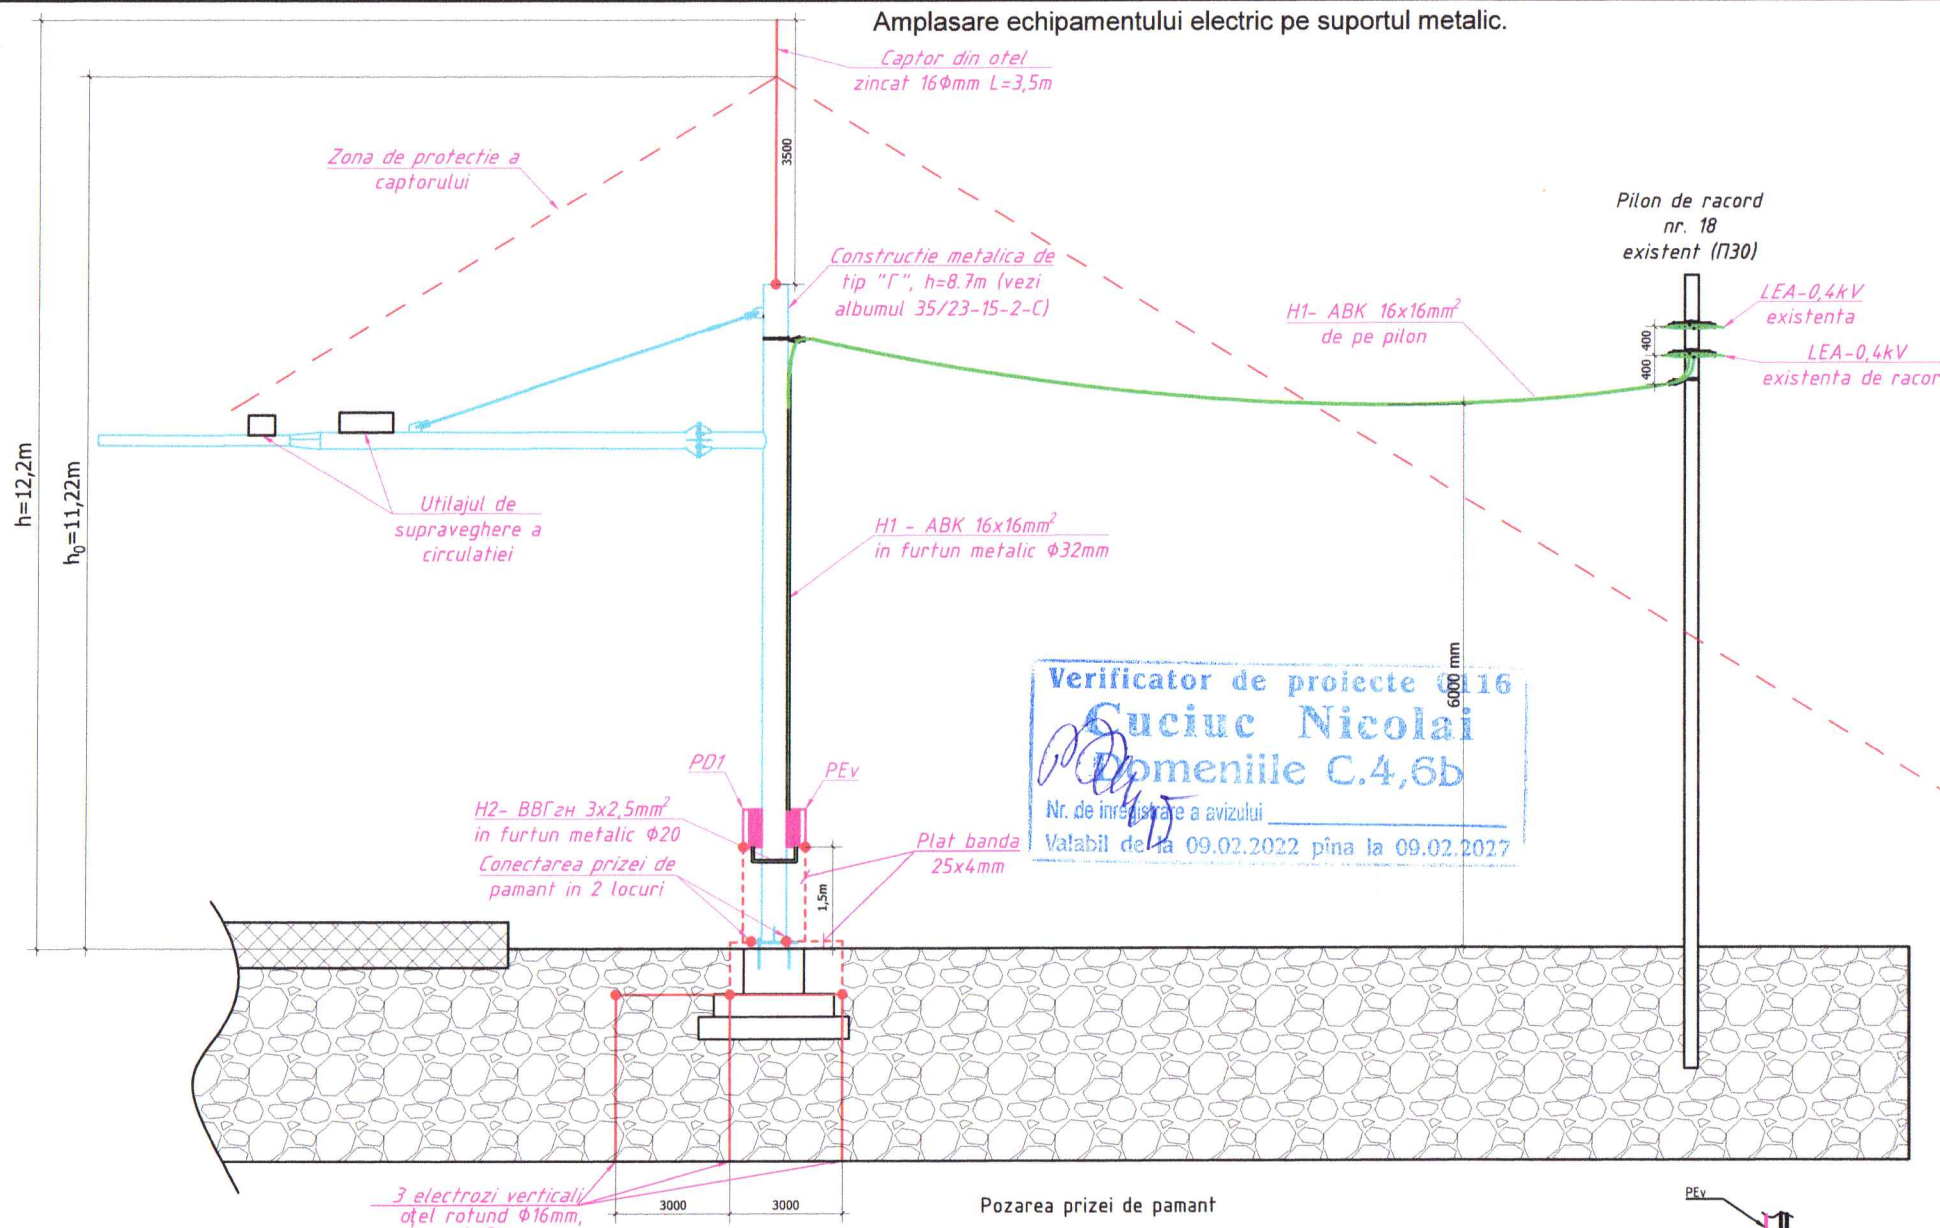 Amplasare echipamentului electric pe suportul metalic.
Captor din otel
zincat 16Φmm L=3,5m
3500
Zona de protectie a
captorului
Pilon de racord
nr. 18
existent (П30)
Constructie metalica de
tip "Г", h=8.7m (vezi
albumul 35/23-15-2-C)
H1- ABK 16x16mm²
de pe pilon
LEA-0,4kV
existenta
400
400
LEA-0,4kV
existenta de racor
h=12,2m
h₀=11,22m
Utilajul de
supraveghere a
circulatiei
H1 - ABK 16x16mm²
in furtun metalic Φ32mm
6000 mm
Verificator de proiecte 0116
Cuciuc Nicolai
Domeniile C.4,6b
Nr. de inregistrare a avizului
Valabil de la 09.02.2022 pîna la 09.02.2027
PD1
PEv
H2- ВВГгн 3x2,5mm²
in furtun metalic Φ20
Conectarea prizei de
pamant in 2 locuri
Plat banda
25x4mm
1,5m
3 electrozi verticali
oţel rotund Φ16mm,
3000
3000
Pozarea prizei de pamant
PEv